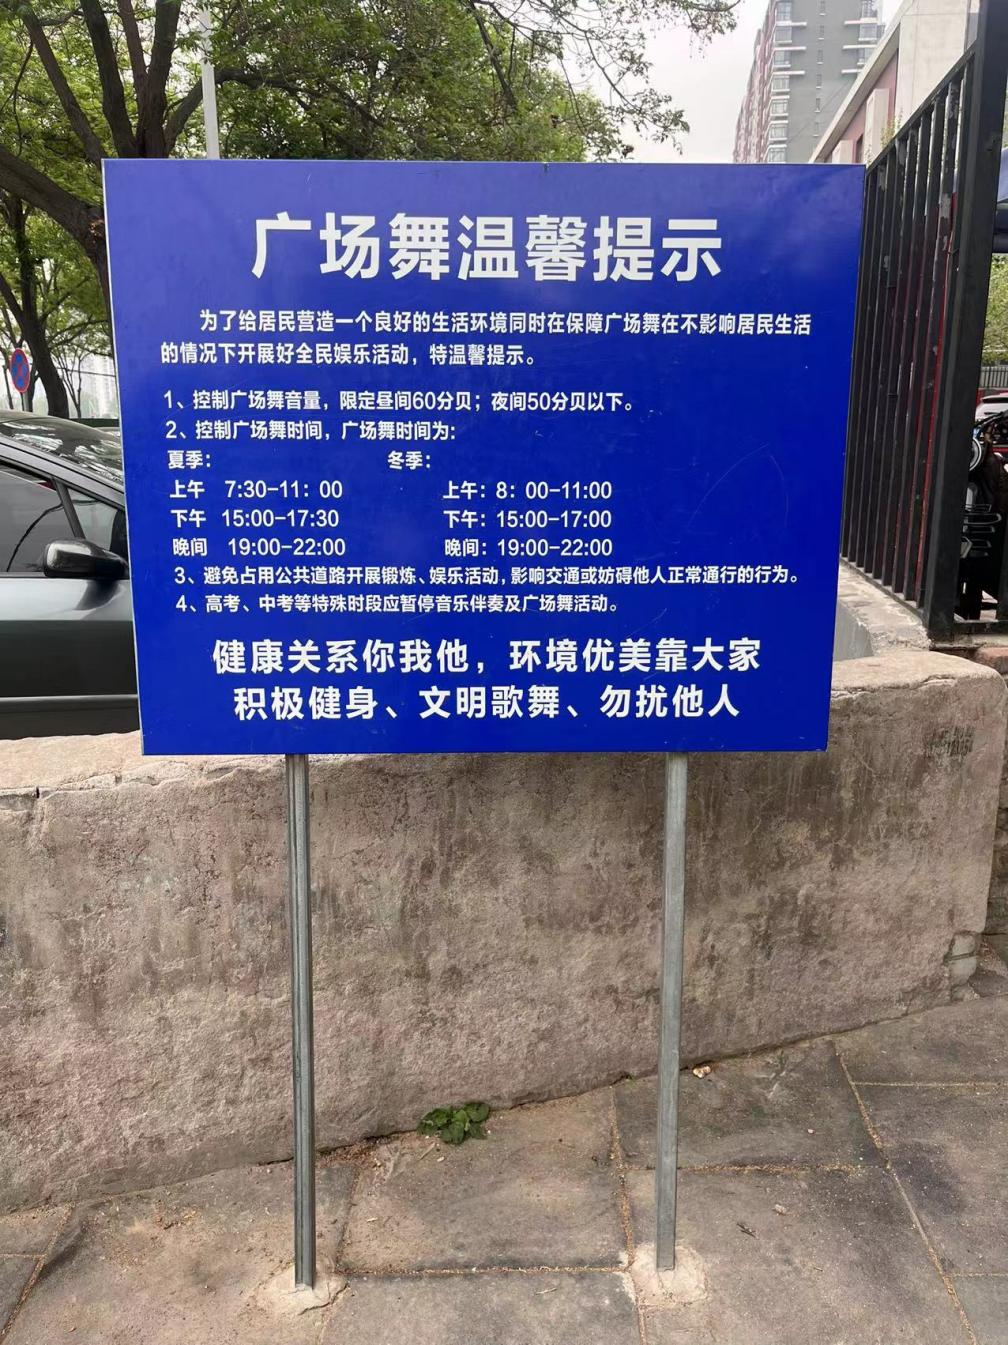 广场舞温馨提示
为了给居民营造一个良好的生活环境同时在保障广场舞在不影响居民生活
的情况下开展好全民娱乐活动，特温馨提示。
1、控制广场舞音量，限定昼间60分贝；夜间50分贝以下。
2、控制广场舞时间，广场舞时间为：
夏季： 冬季：
上午 7:30-11：00 上午：8：00-11:00
下午 15:00-17:30 下午：15:00-17:00
晚间 19:00-22:00 晚间：19:00-22:00
3、避免占用公共道路开展锻炼、娱乐活动，影响交通或妨碍他人正常通行的行为。
4、高考、中考等特殊时段应暂停音乐伴奏及广场舞活动。
健康关系你我他，环境优美靠大家
积极健身、文明歌舞、勿扰他人